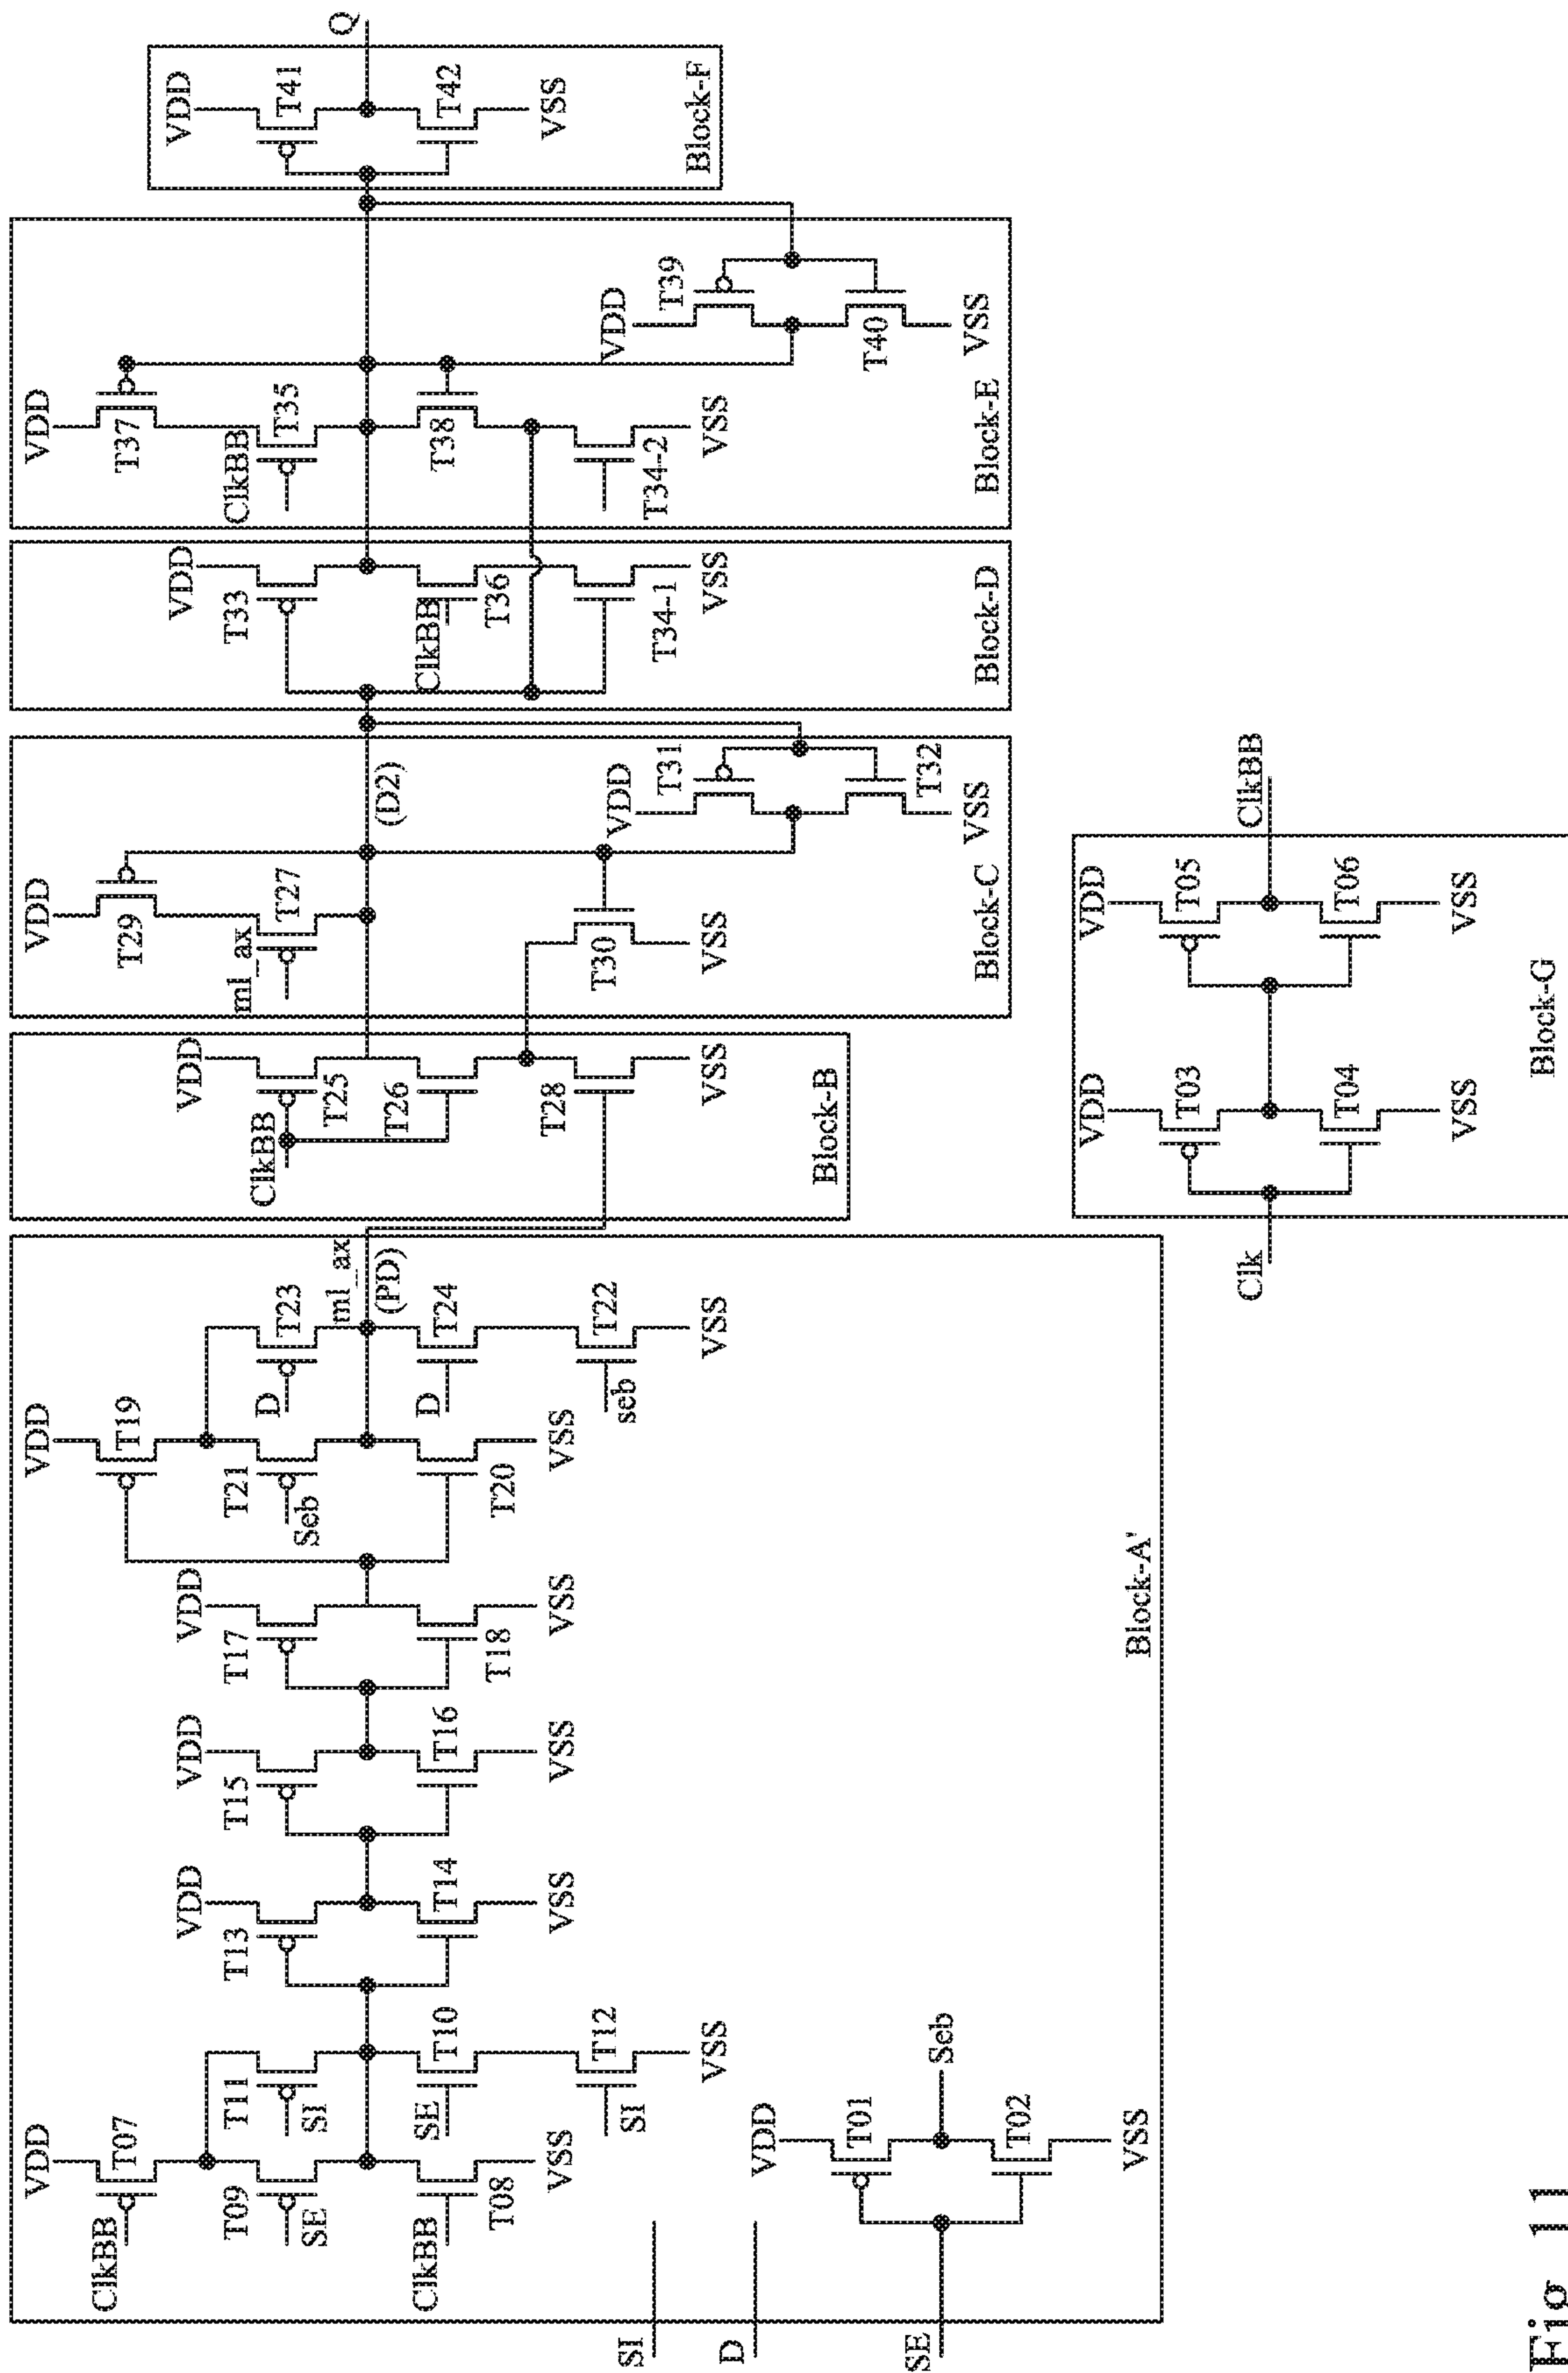 VDD
T07
ClkBB
T09
SE
T11
SI
ClkBB
T08
VSS
SE
T10
SI
T12
VSS
VDD
T13
T14
VSS
VDD
T15
T16
VSS
VDD
T17
T18
VSS
VDD
T19
T21
Seb
T20
VSS
D
T23
ml_ax
(PD)
D
T24
seb
T22
VSS
SI
D
SE
VDD
T01
Seb
T02
VSS
Block-A'
VDD
ClkBB
T25
T26
T28
VSS
Block-B
VDD
T29
ml_ax
T27
(D2)
T30
VSS
VDD
T31
T32
VSS
Block-C
VDD
T33
ClkBB
T36
T34-1
VSS
Block-D
VDD
T37
ClkBB
T35
T38
T34-2
VSS
VDD
T39
T40
VSS
Block-E
VDD
T41
Q
T42
VSS
Block-F
Clk
VDD
T03
T04
VSS
VDD
T05
T06
VSS
ClkBB
Block-G
Fig. 11